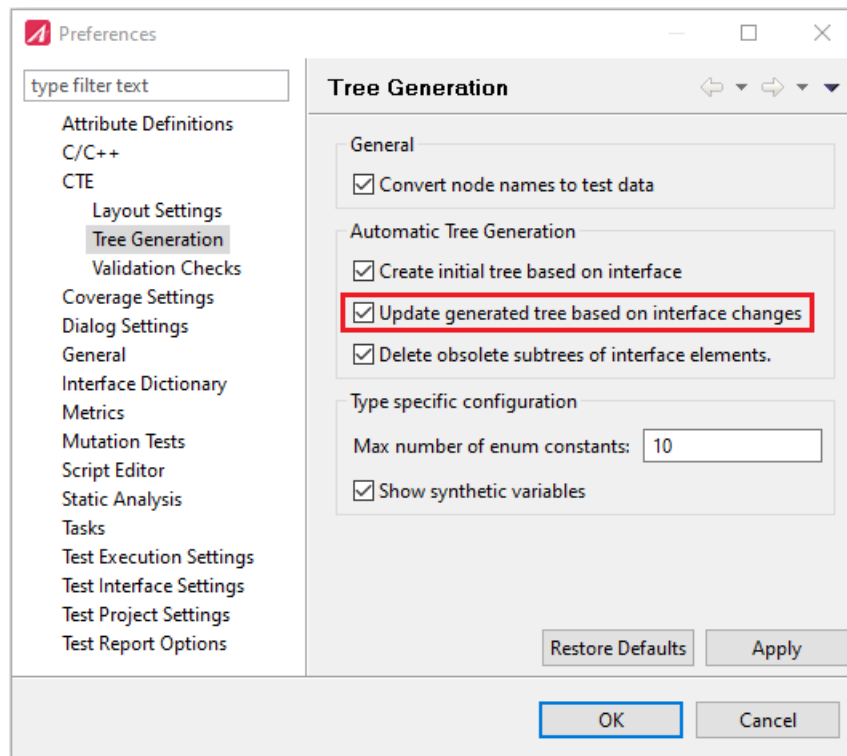 Preferences
type filter text
Attribute Definitions
C/C++
CTE
Layout Settings
Tree Generation
Validation Checks
Coverage Settings
Dialog Settings
General
Interface Dictionary
Metrics
Mutation Tests
Script Editor
Static Analysis
Tasks
Test Execution Settings
Test Interface Settings
Test Project Settings
Test Report Options
Tree Generation
General
Convert node names to test data
Automatic Tree Generation
Create initial tree based on interface
Update generated tree based on interface changes
Delete obsolete subtrees of interface elements.
Type specific configuration
Max number of enum constants: 10
Show synthetic variables
Restore Defaults Apply
OK Cancel